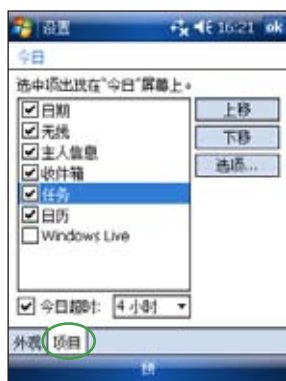 设置 16:21 ok
今日
选中项出现在“今日”屏幕上。
日期
无线
主人信息
收件箱
任务
日历
Windows Live
上移
下移
选项...
今日超时: 4 小时
外观 项目
拼